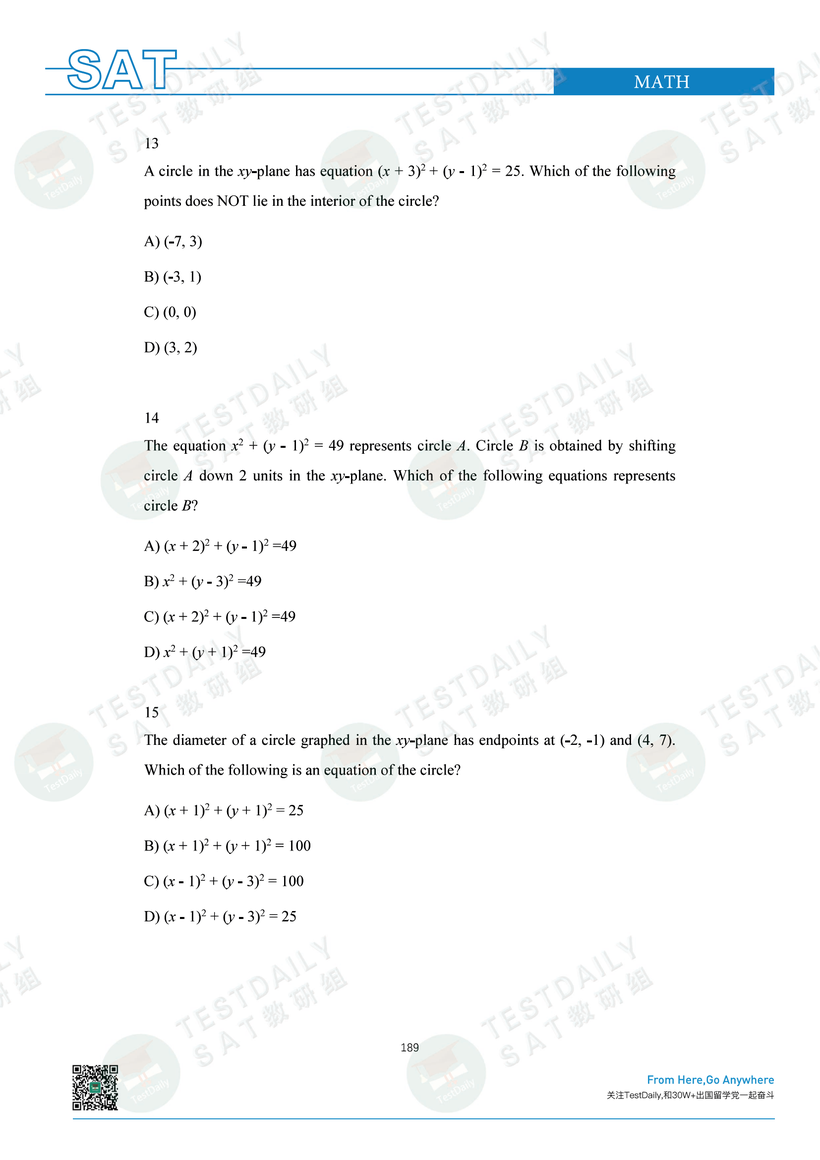 SAT
MATH
13
A circle in the xy-plane has equation (x + 3)² + (y - 1)² = 25. Which of the following
points does NOT lie in the interior of the circle?
A) (-7, 3)
B) (-3, 1)
C) (0, 0)
D) (3, 2)
14
The equation x² + (y - 1)² = 49 represents circle A. Circle B is obtained by shifting
circle A down 2 units in the xy-plane. Which of the following equations represents
circle B?
A) (x + 2)² + (y - 1)² =49
B) x² + (y - 3)² =49
C) (x + 2)² + (y - 1)² =49
D) x² + (y + 1)² =49
15
The diameter of a circle graphed in the xy-plane has endpoints at (-2, -1) and (4, 7).
Which of the following is an equation of the circle?
A) (x + 1)² + (y + 1)² = 25
B) (x + 1)² + (y + 1)² = 100
C) (x - 1)² + (y - 3)² = 100
D) (x - 1)² + (y - 3)² = 25
TESTDAILY
SAT教研组
TestDaily
189
From Here,Go Anywhere
关注TestDaily,和30W+出国留学党一起奋斗